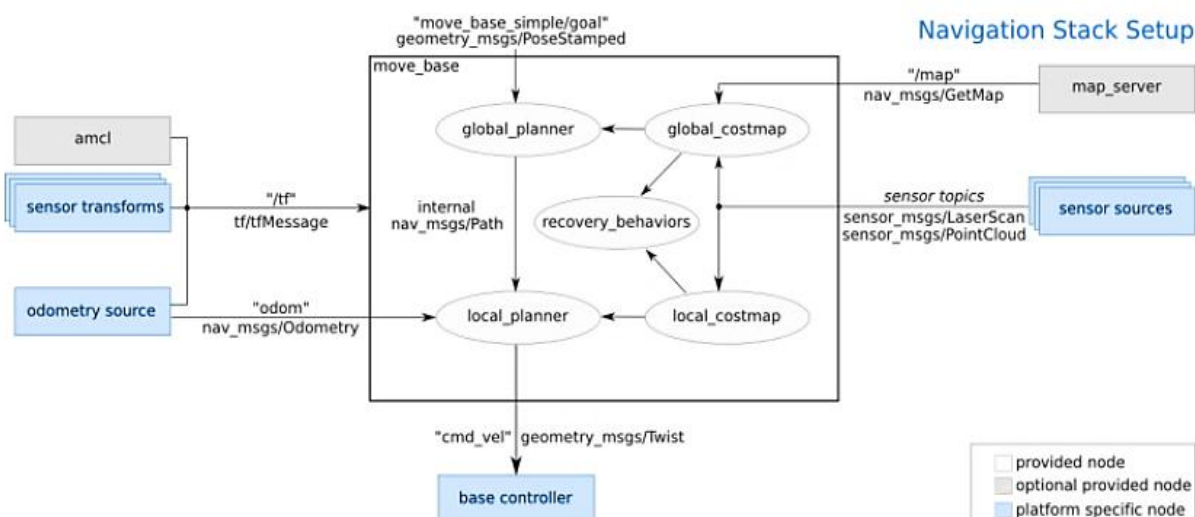 Navigation Stack Setup
"move_base_simple/goal"
geometry_msgs/PoseStamped
move_base
"/map"
nav_msgs/GetMap
map_server
amcl
global_planner
global_costmap
sensor transforms
"/tf"
tf/tfMessage
internal
nav_msgs/Path
recovery_behaviors
sensor topics
sensor_msgs/LaserScan
sensor_msgs/PointCloud
sensor sources
odometry source
"odom"
nav_msgs/Odometry
local_planner
local_costmap
"cmd_vel" geometry_msgs/Twist
base controller
provided node
optional provided node
platform specific node